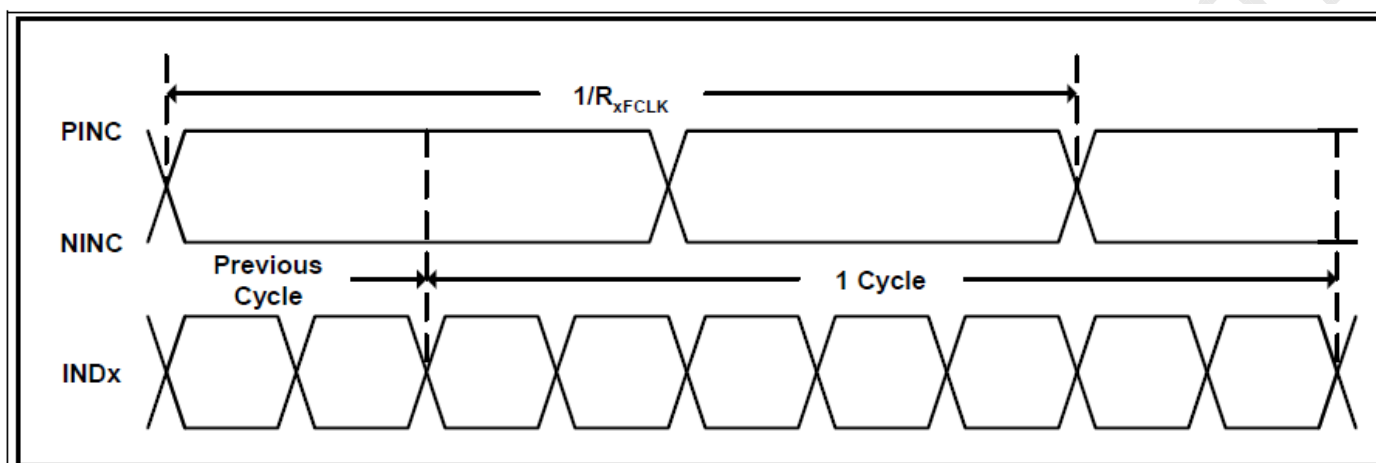 1/RxFCLK
PINC
NINC
Previous
Cycle
1 Cycle
INDx